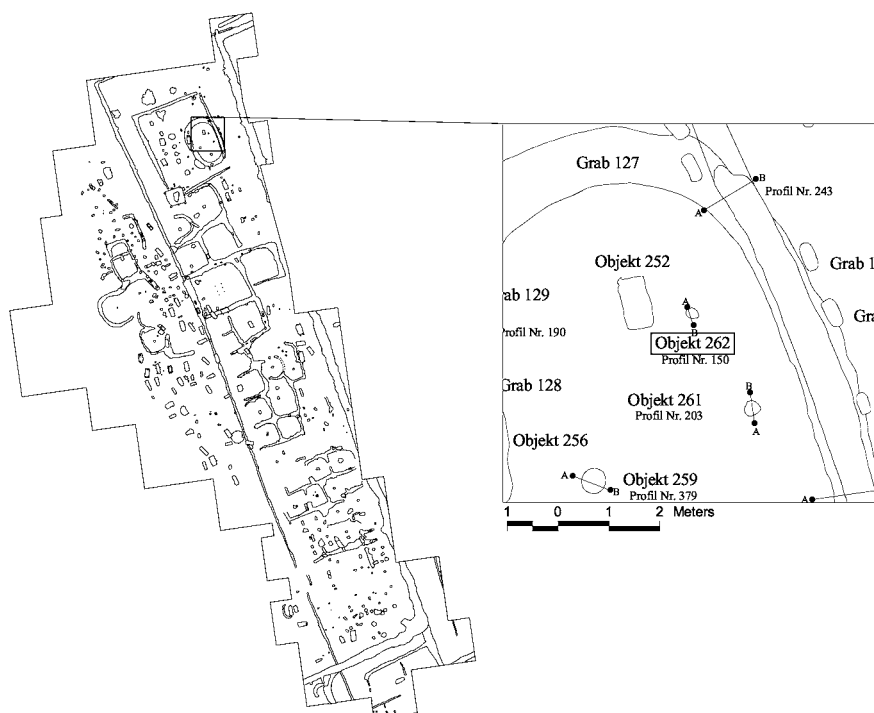 Grab 127
B
Profil Nr. 243
A
Objekt 252
Grab 1
rab 129
A
Gra
Profil Nr. 190
B
Objekt 262
Profil Nr. 150
Grab 128
B
Objekt 261
Profil Nr. 203
A
Objekt 256
A
Objekt 259
B
Profil Nr. 379
A
1 0 1 2 Meters